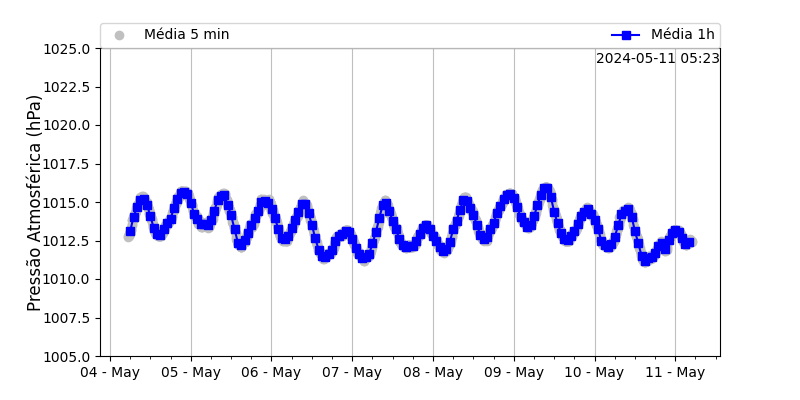 Média 5 min
Média 1h
2024-05-11 05:23
Pressão Atmosférica (hPa)
1025.0
1022.5
1020.0
1017.5
1015.0
1012.5
1010.0
1007.5
1005.0
04 - May
05 - May
06 - May
07 - May
08 - May
09 - May
10 - May
11 - May